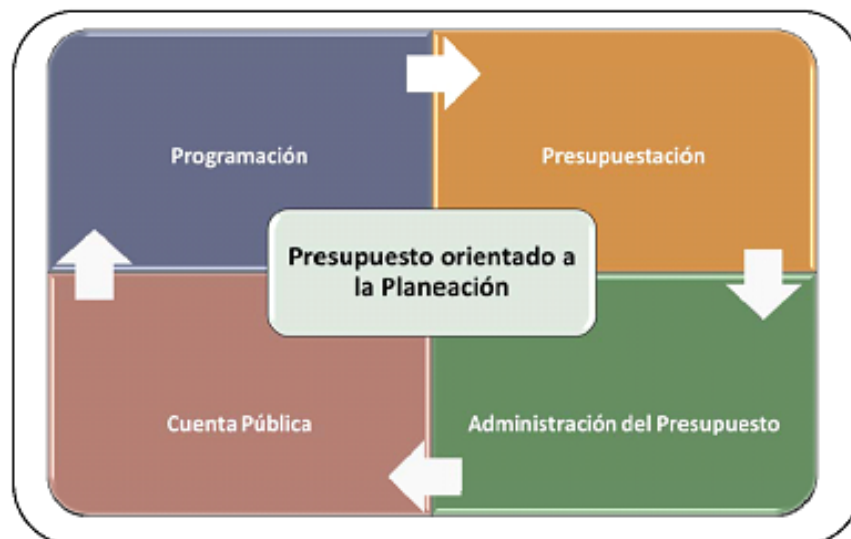 Programación
Presupuestación
Presupuesto orientado a
la Planeación
Cuenta Pública
Administración del Presupuesto